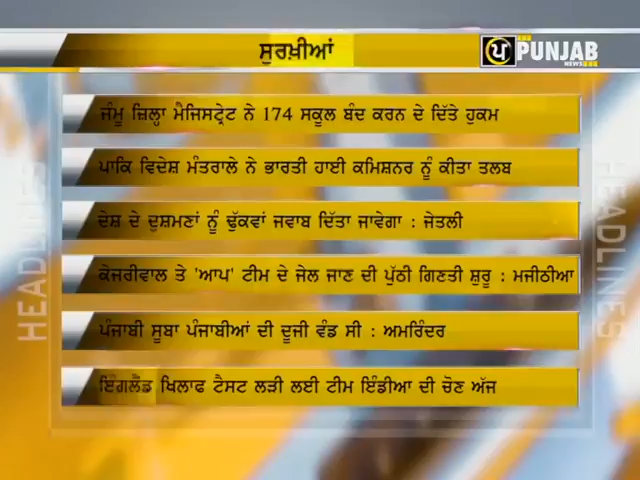 ਸੁਰਖ਼ੀਆਂ
ਪ PUNJAB
NEWS
ਜੰਮੂ ਜ਼ਿਲ੍ਹਾ ਮੈਜਿਸਟ੍ਰੇਟ ਨੇ 174 ਸਕੂਲ ਬੰਦ ਕਰਨ ਦੇ ਦਿੱਤੇ ਹੁਕਮ
ਪਾਕਿ ਵਿਦੇਸ਼ ਮੰਤਰਾਲੇ ਨੇ ਭਾਰਤੀ ਹਾਈ ਕਮਿਸ਼ਨਰ ਨੂੰ ਕੀਤਾ ਤਲਬ
ਦੇਸ਼ ਦੇ ਦੁਸ਼ਮਣਾਂ ਨੂੰ ਢੁੱਕਵਾਂ ਜਵਾਬ ਦਿੱਤਾ ਜਾਵੇਗਾ : ਜੇਤਲੀ
ਕੇਜਰੀਵਾਲ ਤੇ 'ਆਪ' ਟੀਮ ਦੇ ਜੇਲ ਜਾਣ ਦੀ ਪੁੱਠੀ ਗਿਣਤੀ ਸ਼ੁਰੂ : ਮਜੀਠੀਆ
ਪੰਜਾਬੀ ਸੂਬਾ ਪੰਜਾਬੀਆਂ ਦੀ ਦੂਜੀ ਵੰਡ ਸੀ : ਅਮਰਿੰਦਰ
ਇੰਗਲੈਂਡ ਖਿਲਾਫ ਟੈਸਟ ਲੜੀ ਲਈ ਟੀਮ ਇੰਡੀਆ ਦੀ ਚੋਣ ਅੱਜ
HEADLINES
HEADLINES